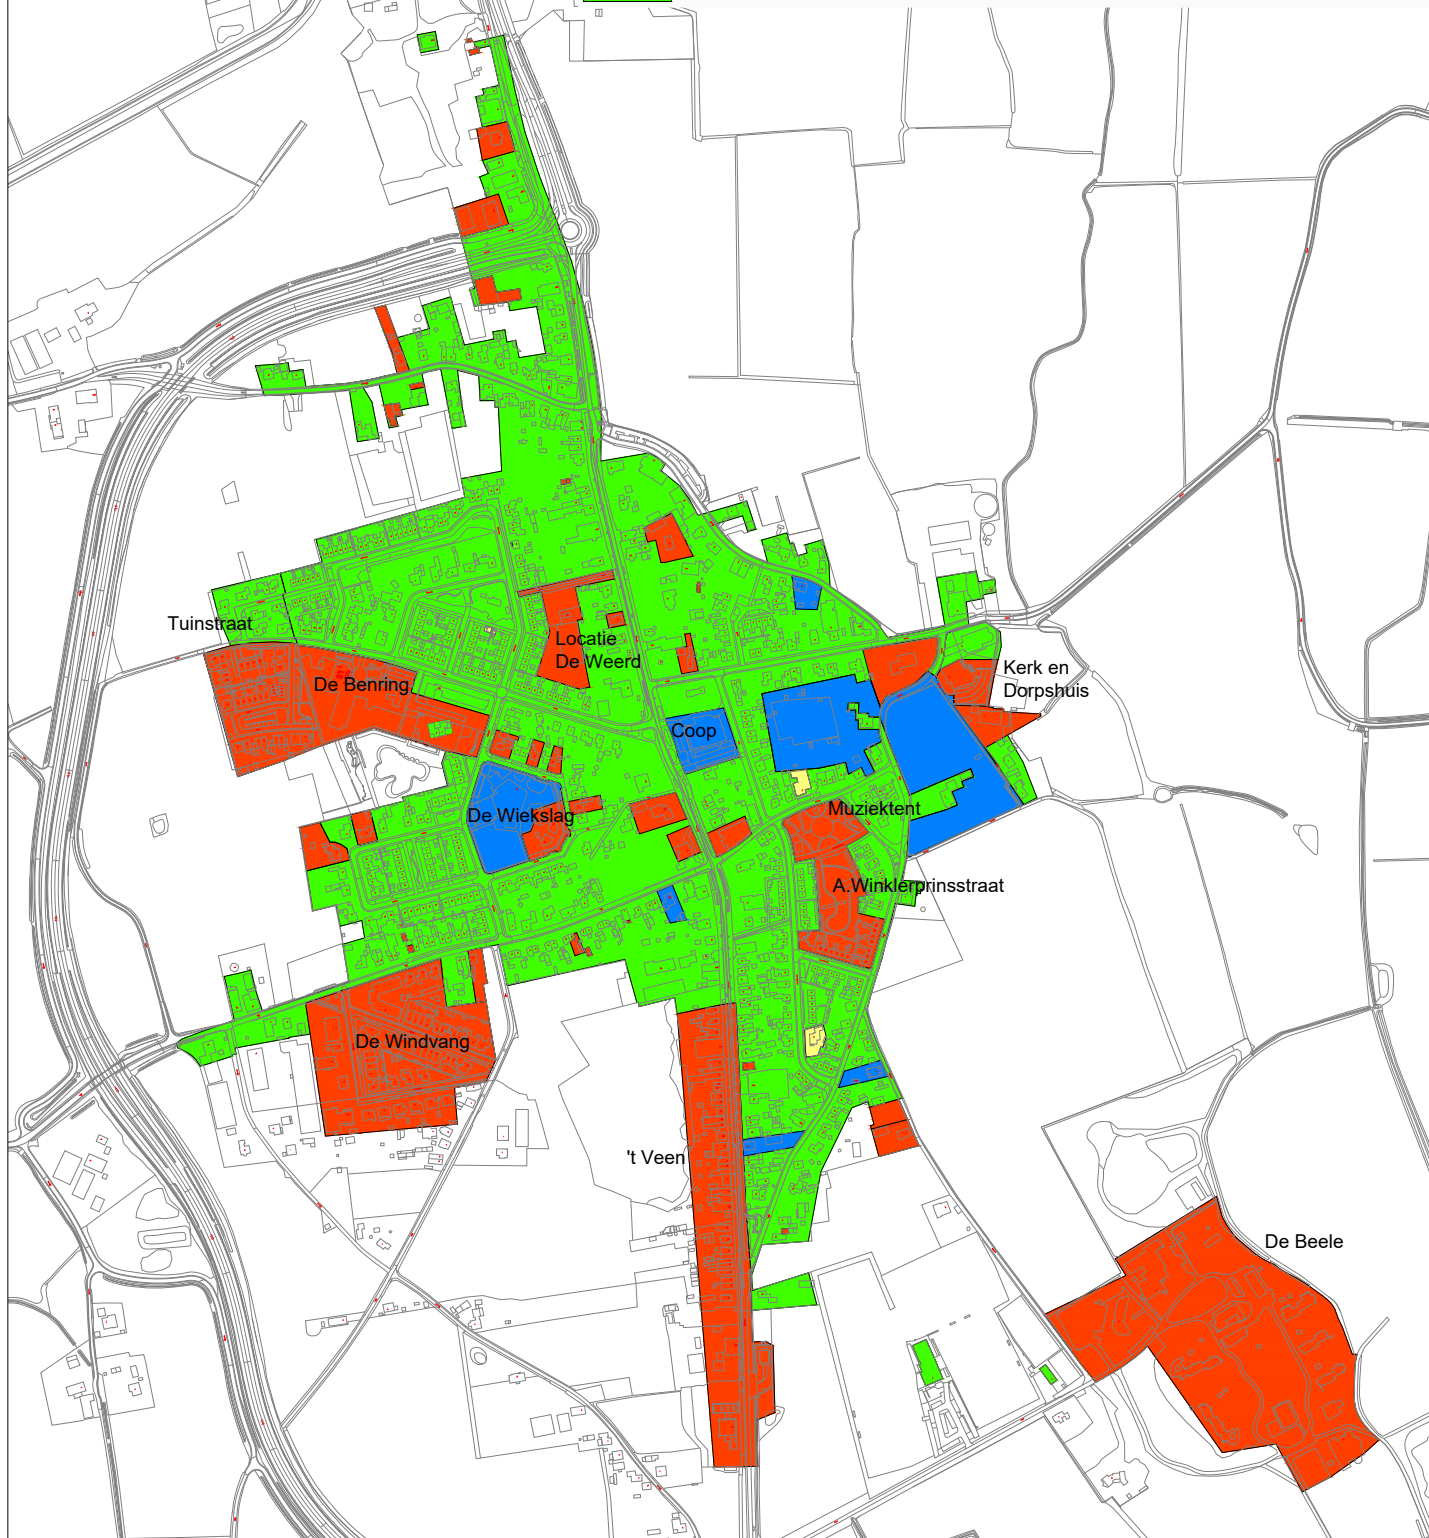 Tuinstraat
Locatie
De Weerd
De Benring
Kerk en
Dorpshuis
Coop
De Wiekslag
Muziektent
A.Winklerprinsstraat
De Windvang
't Veen
De Beele